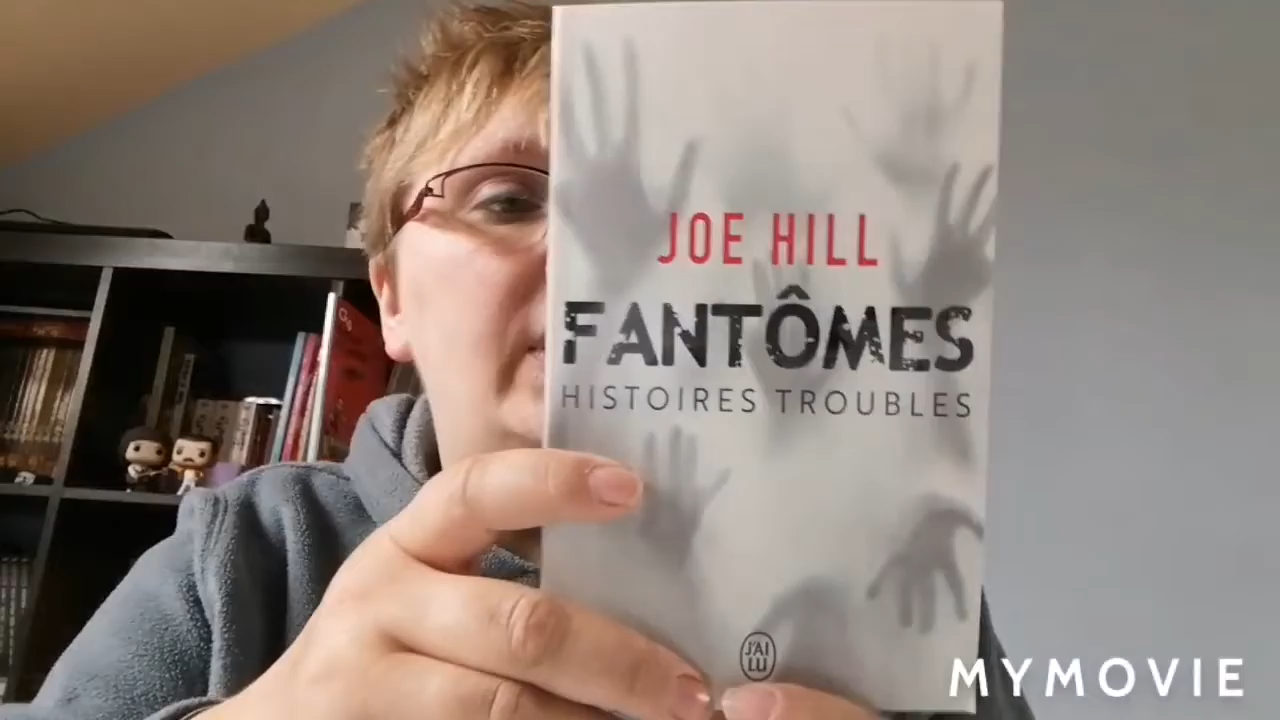 JOE HILL
FANTÔMES
HISTOIRES TROUBLES
J'AI
LU
MYMOVIE